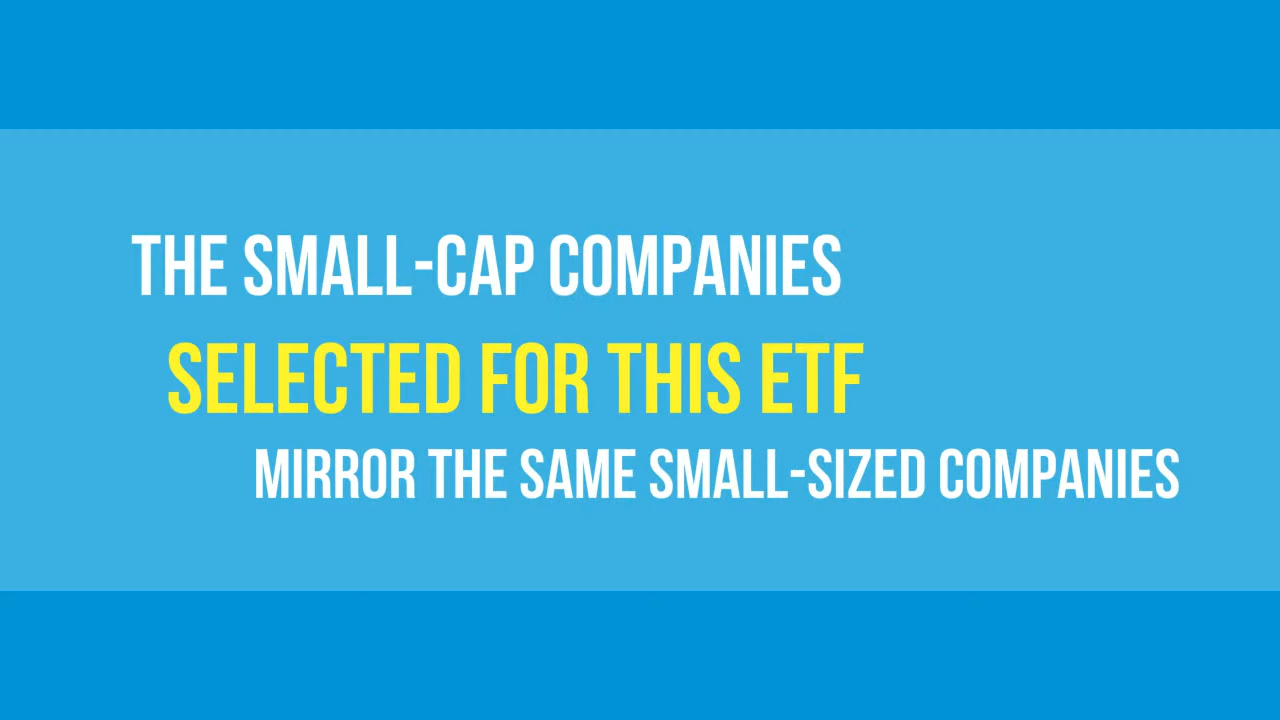 THE SMALL-CAP COMPANIES
SELECTED FOR THIS ETF
MIRROR THE SAME SMALL-SIZED COMPANIES